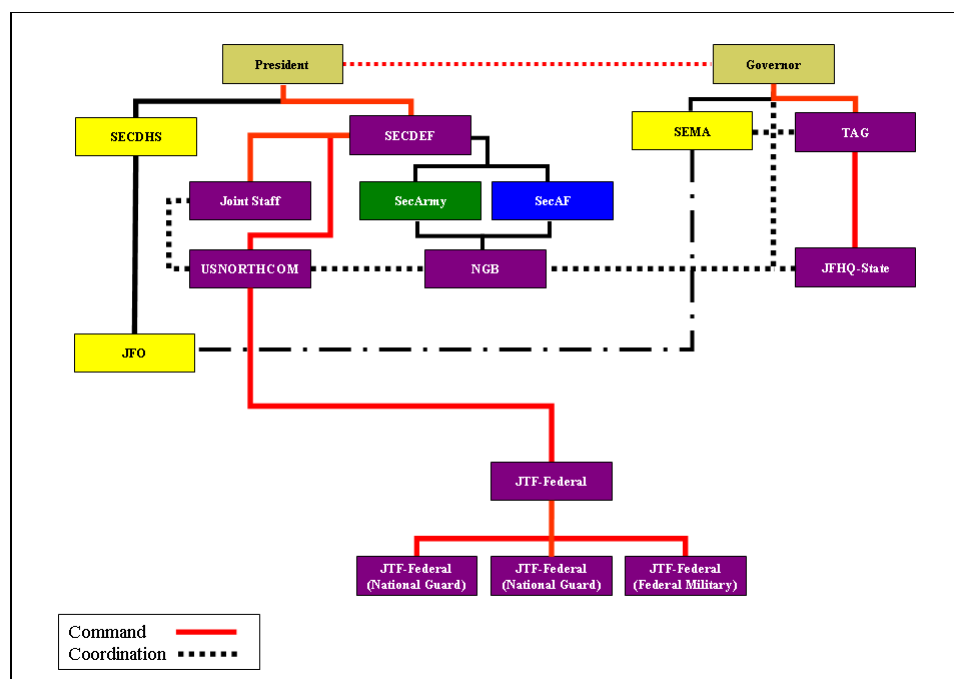 President
Governor
SECDHS
SECDEF
SEMA
TAG
Joint Staff
SecArmy
SecAF
USNORTHCOM
NGB
JFHQ-State
JFO
JTF-Federal
JTF-Federal
(National Guard)
JTF-Federal
(National Guard)
JTF-Federal
(Federal Military)
Command
Coordination